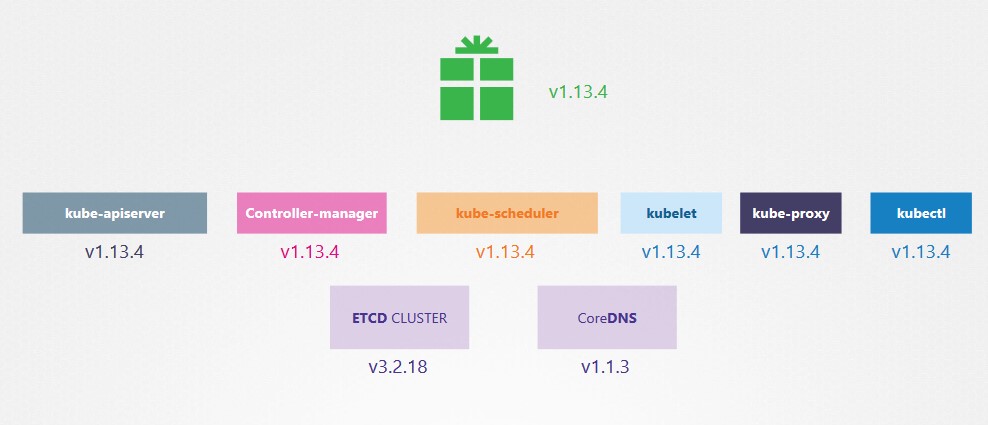 v1.13.4
kube-apiserver
Controller-manager
kube-scheduler
kubelet
kube-proxy
kubectl
v1.13.4
v1.13.4
v1.13.4
v1.13.4
v1.13.4
v1.13.4
ETCD CLUSTER
CoreDNS
v3.2.18
v1.1.3